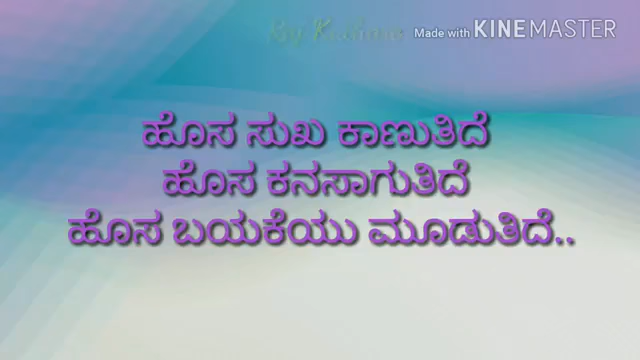 Made with KINEMASTER
ಹೊಸ ಸುಖ ಕಾಣುತಿದೆ
ಹೊಸ ಕನಸಾಗುತಿದೆ
ಹೊಸ ಬಯಕೆಯು ಮೂಡುತಿದೆ..